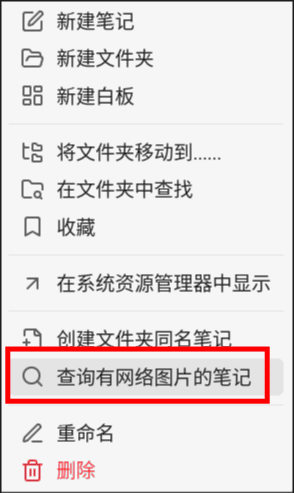 新建笔记
新建文件夹
新建白板
将文件夹移动到......
在文件夹中查找
收藏
在系统资源管理器中显示
创建文件夹同名笔记
查询有网络图片的笔记
重命名
删除